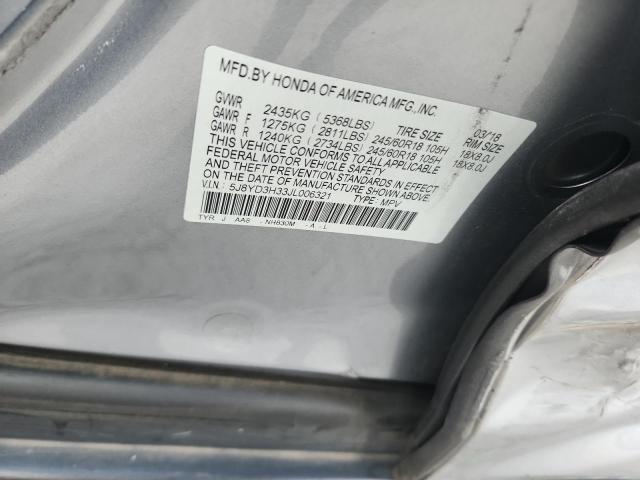 MFD.BY HONDA OF AMERICA MFG.,INC. 03/18
GVWR 2435KG (5368LBS) TIRE SIZE RIM SIZE
GAWR F 1275KG (2811LBS) 245/60R18 105H 18X8.0J
GAWR R 1240KG (2734LBS) 245/60R18 105H 18X8.0J
THIS VEHICLE CONFORMS TO ALL APPLICABLE
FEDERAL MOTOR VEHICLE SAFETY
AND THEFT PREVENTION STANDARDS IN EFFECT
ON THE DATE OF MANUFACTURE SHOWN ABOVE.
V.I.N: 5J8YD3H33JL006321 TYPE: MPV
TYR J AA8 -NH830M -A -L